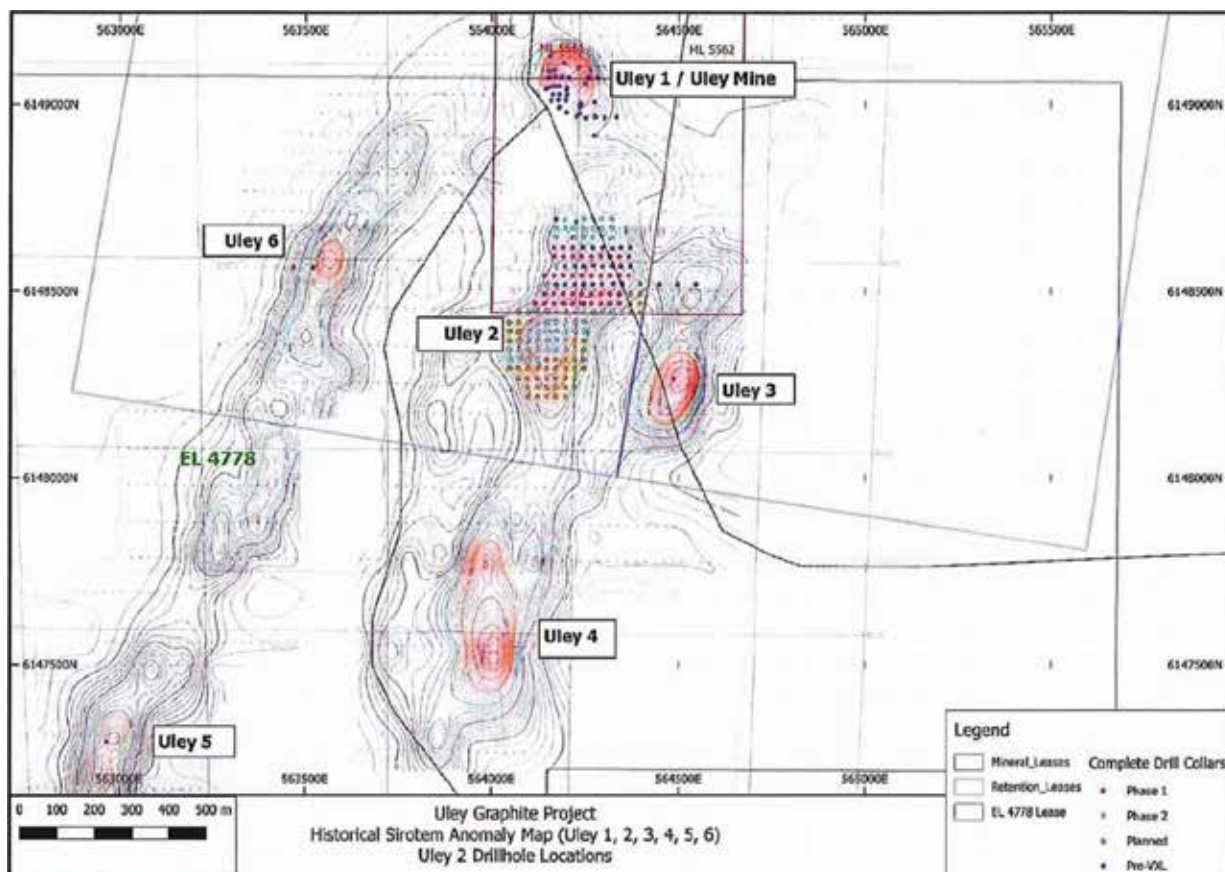 563000E 563500E 564000E 564500E 565000E 565500E
ML 5561 ML 5562
Uley 1 / Uley Mine
6149000N 6149000N
Uley 6
6148500N 6148500N
Uley 2
Uley 3
EL 4778
6148000N 6148000N
Uley 4
6147500N 6147500N
Uley 5
563000E 563500E 564000E 564500E
0 100 200 300 400 500 m
Uley Graphite Project
Historical Sirotem Anomaly Map (Uley 1, 2, 3, 4, 5, 6)
Uley 2 Drillhole Locations
Legend
Mineral_Leases
Retention_Leases
EL 4778 Lease
Complete Drill Collars
Phase 1
Phase 2
Planned
Pre-VXL